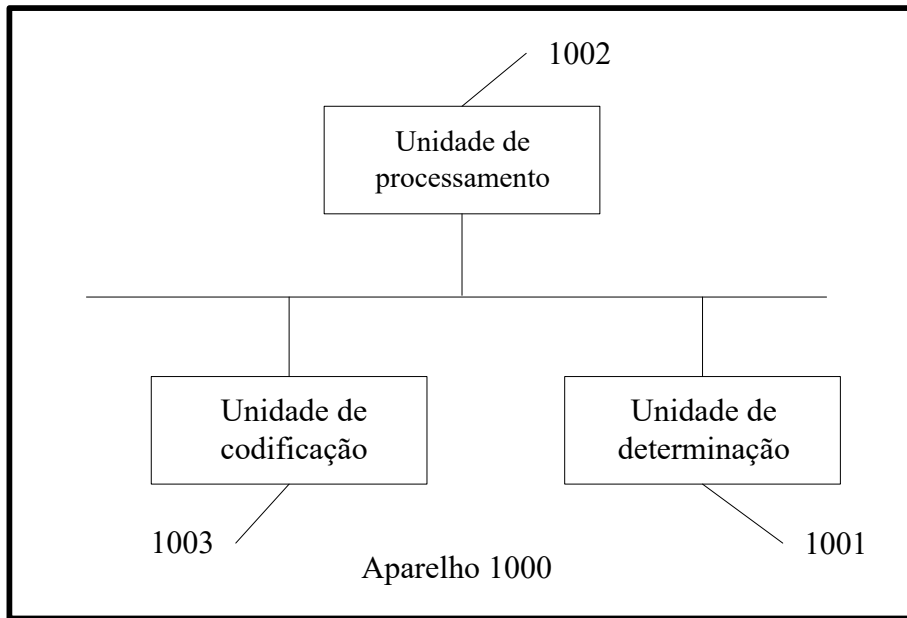 1002
Unidade de
processamento
Unidade de
codificação
Unidade de
determinação
1003
1001
Aparelho 1000